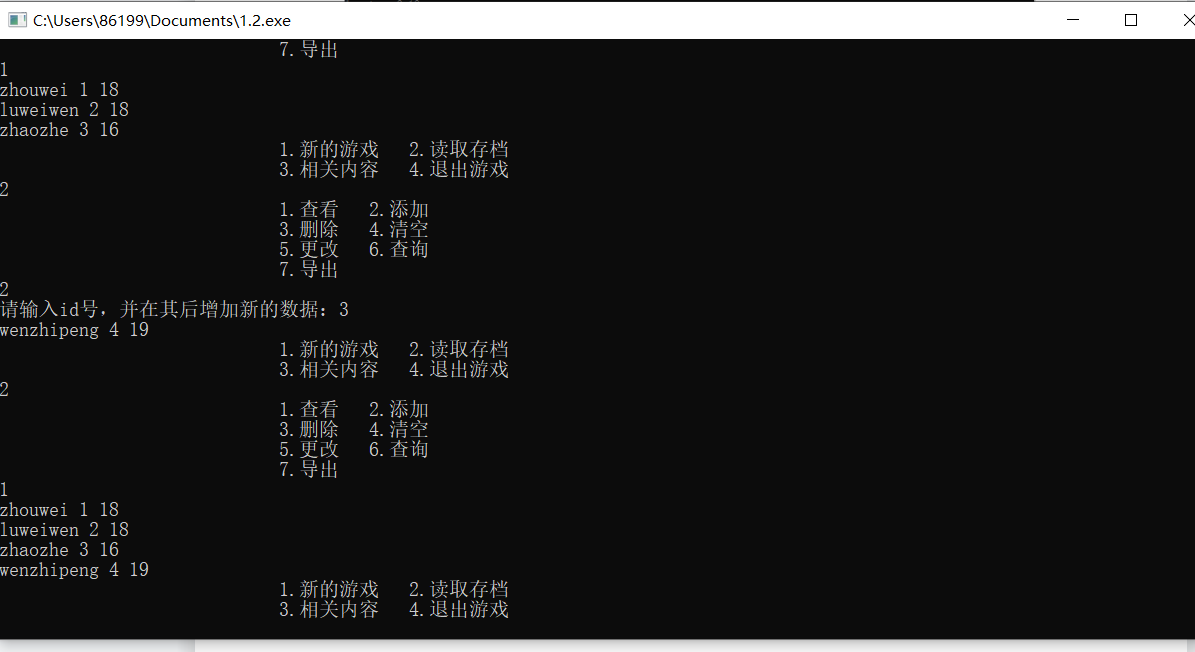 C:\Users\86199\Documents\1.2.exe
7.导出
1
zhouwei 1 18
luweiwen 2 18
zhaozhe 3 16
1.新的游戏 2.读取存档
3.相关内容 4.退出游戏
2
1.查看 2.添加
3.删除 4.清空
5.更改 6.查询
7.导出
2
请输入id号，并在其后增加新的数据：3
wenzhipeng 4 19
1.新的游戏 2.读取存档
3.相关内容 4.退出游戏
2
1.查看 2.添加
3.删除 4.清空
5.更改 6.查询
7.导出
1
zhouwei 1 18
luweiwen 2 18
zhaozhe 3 16
wenzhipeng 4 19
1.新的游戏 2.读取存档
3.相关内容 4.退出游戏